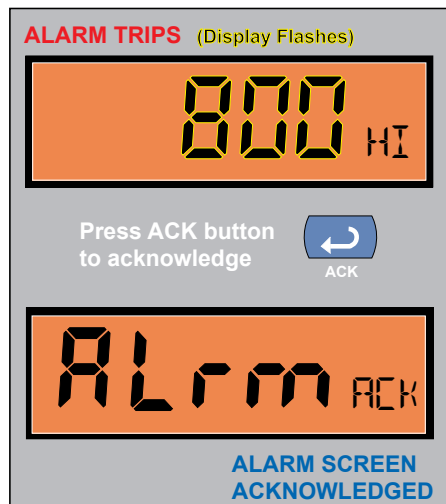 ALARM TRIPS (Display Flashes)
800 HI
Press ACK button
to acknowledge
ACK
ALrm ACK
ALARM SCREEN
ACKNOWLEDGED